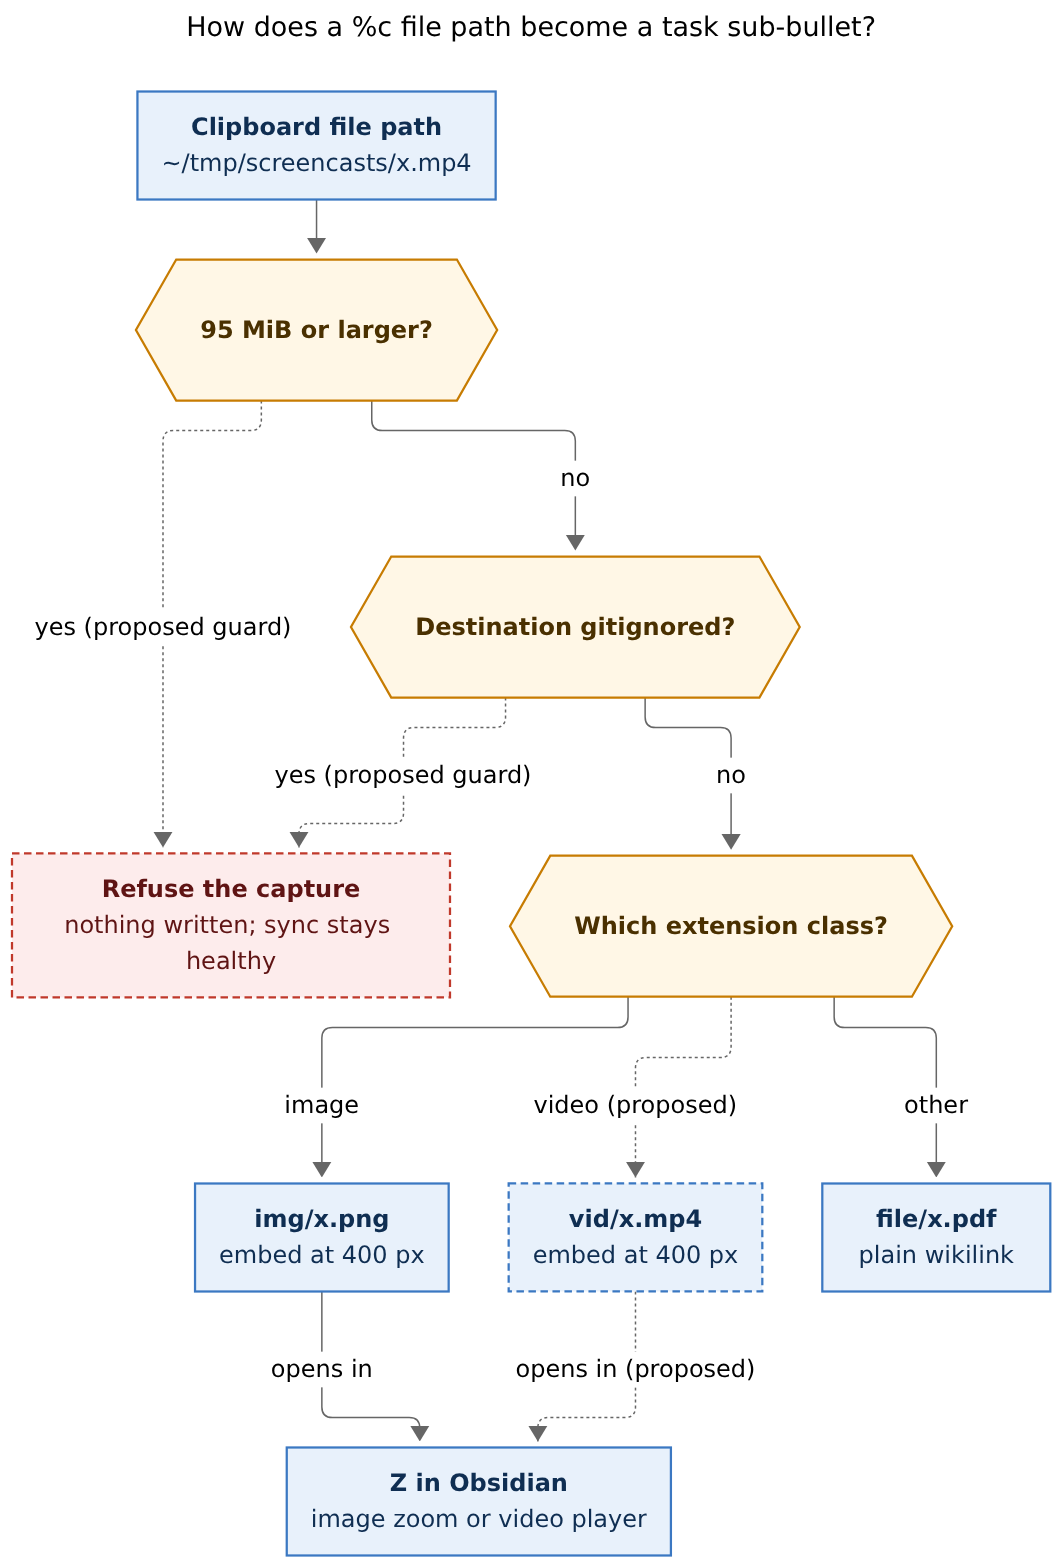 How does a %c file path become a task sub-bullet?
Clipboard file path
~/tmp/screencasts/x.mp4
95 MiB or larger?
no
yes (proposed guard)
Destination gitignored?
yes (proposed guard)
no
Refuse the capture
nothing written; sync stays
healthy
Which extension class?
image
video (proposed)
other
img/x.png
embed at 400 px
vid/x.mp4
embed at 400 px
file/x.pdf
plain wikilink
opens in
opens in (proposed)
Z in Obsidian
image zoom or video player